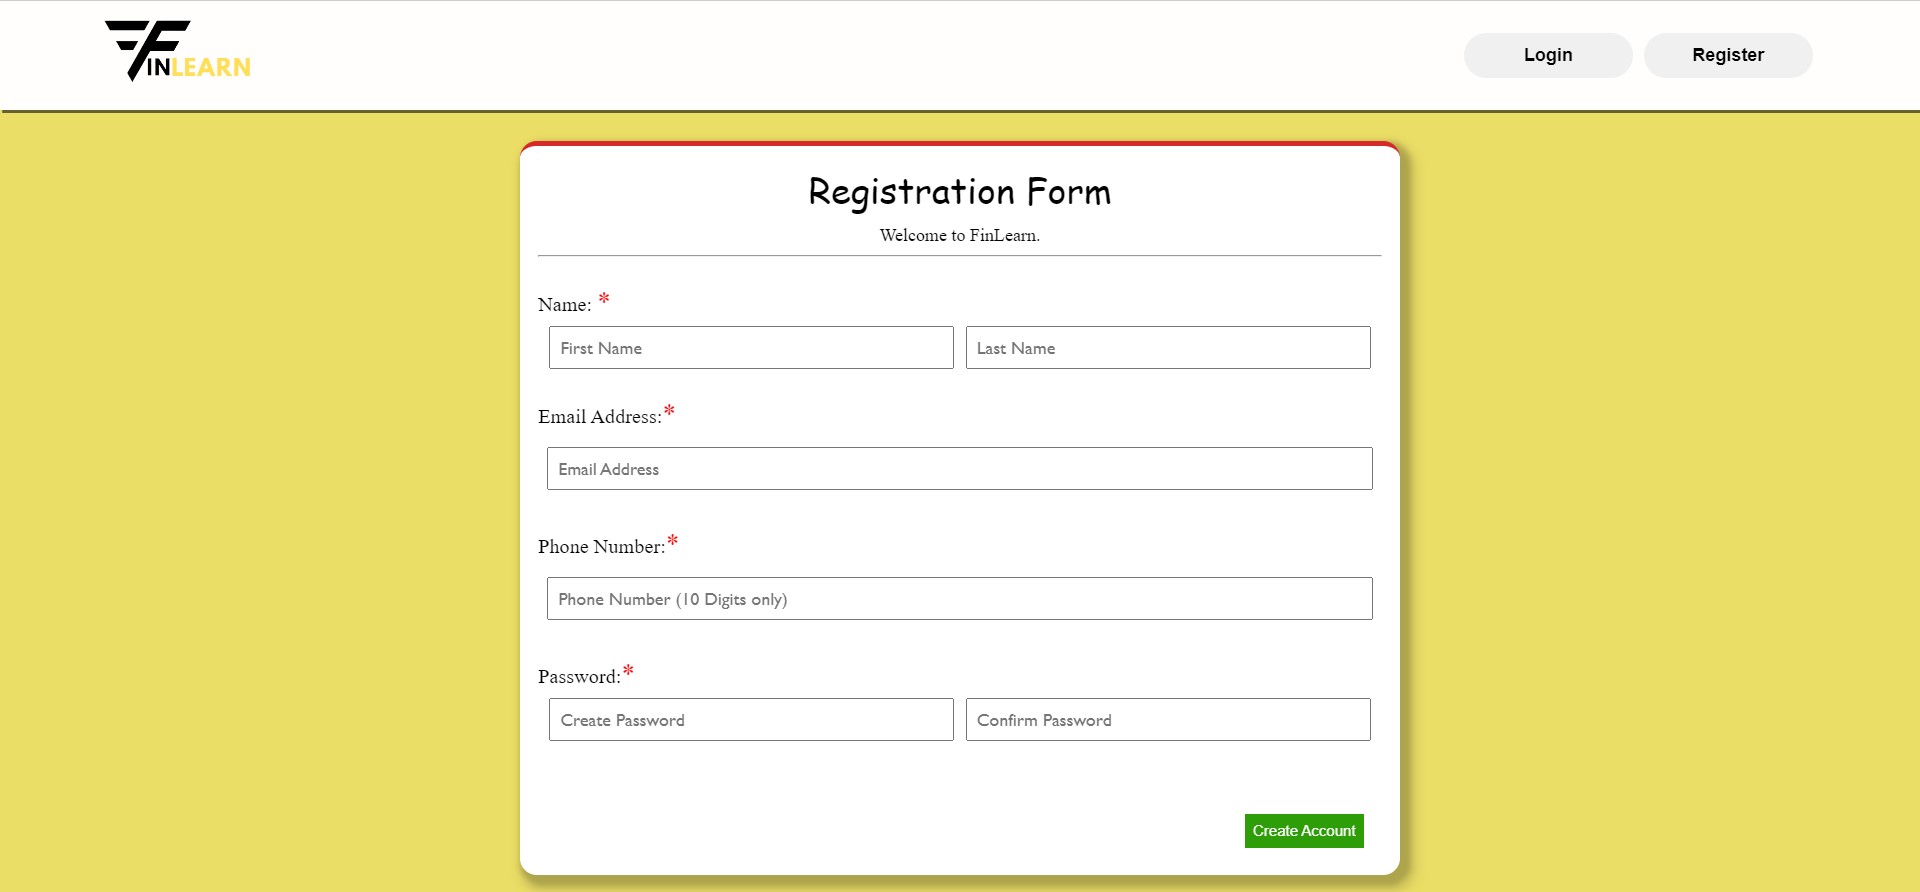 FINLEARN
Login Register
Registration Form
Welcome to FinLearn.
Name: *
First Name Last Name
Email Address:*
Email Address
Phone Number:*
Phone Number (10 Digits only)
Password:*
Create Password Confirm Password
Create Account